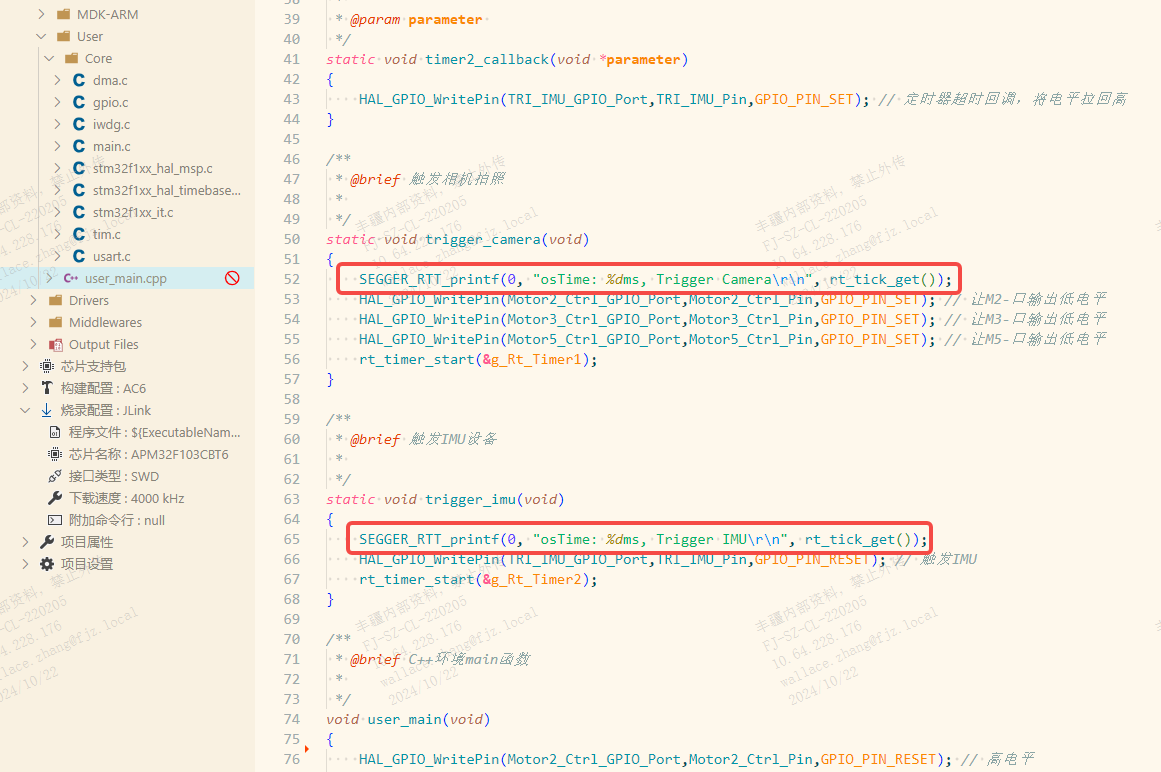 MDK-ARM
User
Core
dma.c
gpio.c
iwdg.c
main.c
stm32f1xx_hal_msp.c
stm32f1xx_hal_timebase...
stm32f1xx_it.c
tim.c
usart.c
user_main.cpp
Drivers
Middlewares
Output Files
芯片支持包
构建配置 : AC6
烧录配置 : JLink
程序文件 : ${ExecutableNam...
芯片名称 : APM32F103CBT6
接口类型 : SWD
下载速度 : 4000 kHz
附加命令行 : null
项目属性
项目设置
39 * @param parameter
40 */
41 static void timer2_callback(void *parameter)
42 {
43 HAL_GPIO_WritePin(TRI_IMU_GPIO_Port,TRI_IMU_Pin,GPIO_PIN_SET); // 定时器超时回调，将电平拉回高
44 }
45
46 /**
47 * @brief 触发相机拍照
48 *
49 */
50 static void trigger_camera(void)
51 {
52 SEGGER_RTT_printf(0, "osTime: %dms, Trigger Camera\r\n", rt_tick_get());
53 HAL_GPIO_WritePin(Motor2_Ctrl_GPIO_Port,Motor2_Ctrl_Pin,GPIO_PIN_SET); // 让M2-口输出低电平
54 HAL_GPIO_WritePin(Motor3_Ctrl_GPIO_Port,Motor3_Ctrl_Pin,GPIO_PIN_SET); // 让M3-口输出低电平
55 HAL_GPIO_WritePin(Motor5_Ctrl_GPIO_Port,Motor5_Ctrl_Pin,GPIO_PIN_SET); // 让M5-口输出低电平
56 rt_timer_start(&g_Rt_Timer1);
57 }
58
59 /**
60 * @brief 触发IMU设备
61 *
62 */
63 static void trigger_imu(void)
64 {
65 SEGGER_RTT_printf(0, "osTime: %dms, Trigger IMU\r\n", rt_tick_get());
66 HAL_GPIO_WritePin(TRI_IMU_GPIO_Port,TRI_IMU_Pin,GPIO_PIN_RESET); // 触发IMU
67 rt_timer_start(&g_Rt_Timer2);
68 }
69
70 /**
71 * @brief C++环境main函数
72 *
73 */
74 void user_main(void)
75 {
76 HAL_GPIO_WritePin(Motor2_Ctrl_GPIO_Port,Motor2_Ctrl_Pin,GPIO_PIN_RESET); // 高电平
丰疆内部资料，禁止外传
FJ-SZ-CL-220205
10.64.228.176
wallace.zhang@fjz.local
2024/10/22